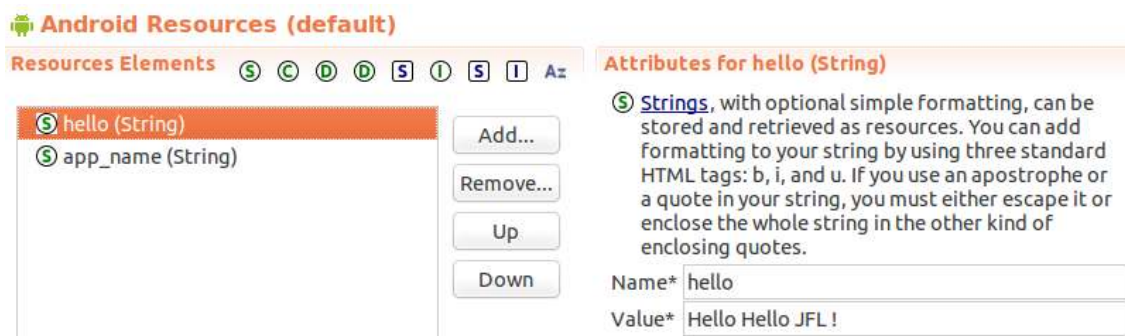 Android Resources (default)
Resources Elements S C D D S I S I Az
hello (String)
app_name (String)
Add...
Remove...
Up
Down
Attributes for hello (String)
S Strings, with optional simple formatting, can be
stored and retrieved as resources. You can add
formatting to your string by using three standard
HTML tags: b, i, and u. If you use an apostrophe or
a quote in your string, you must either escape it or
enclose the whole string in the other kind of
enclosing quotes.
Name* hello
Value* Hello Hello JFL !